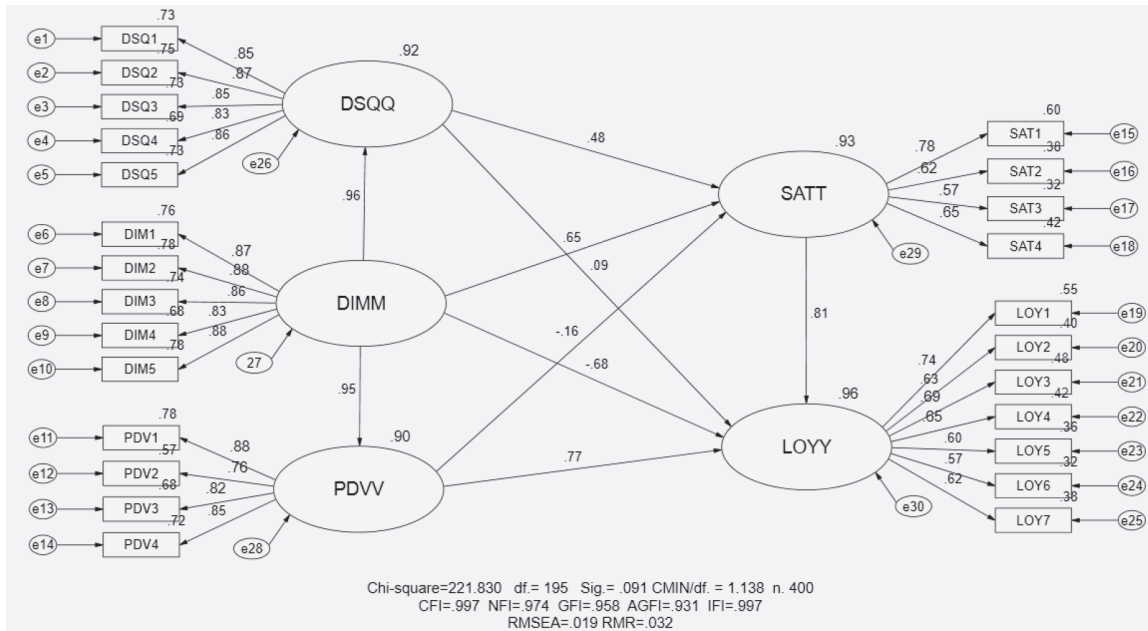 .73
e1 DSQ1
.85
.75
e2 DSQ2
.87
.73
e3 DSQ3
.85
.69
e4 DSQ4
.83
.73
e5 DSQ5
.86
.92
DSQQ
e26
.96
.76
e6 DIM1
.87
.78
e7 DIM2
.88
.74
e8 DIM3
.86
.68
e9 DIM4
.83
.78
e10 DIM5
.88
DIMM
27
.95
.78
e11 PDV1
.88
.57
e12 PDV2
.76
.68
e13 PDV3
.82
.72
e14 PDV4
.85
.90
PDVV
e28
.48
.65
.09
-.16
-.68
.77
.93
SATT
e29
.81
.60
.78
SAT1 e15
.38
.62
SAT2 e16
.32
.57
SAT3 e17
.42
.65
SAT4 e18
.96
LOYY
e30
.55
.74
LOY1 e19
.40
.63
LOY2 e20
.48
.69
LOY3 e21
.42
.65
LOY4 e22
.36
.60
LOY5 e23
.32
.57
LOY6 e24
.38
.62
LOY7 e25
Chi-square=221.830 df.= 195 Sig.= .091 CMIN/df. = 1.138 n. 400
CFI=.997 NFI=.974 GFI=.958 AGFI=.931 IFI=.997
RMSEA=.019 RMR=.032